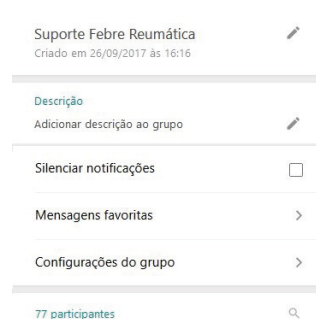 Suporte Febre Reumática
Criado em 26/09/2017 às 16:16
Descrição
Adicionar descrição ao grupo
Silenciar notificações
Mensagens favoritas
Configurações do grupo
77 participantes